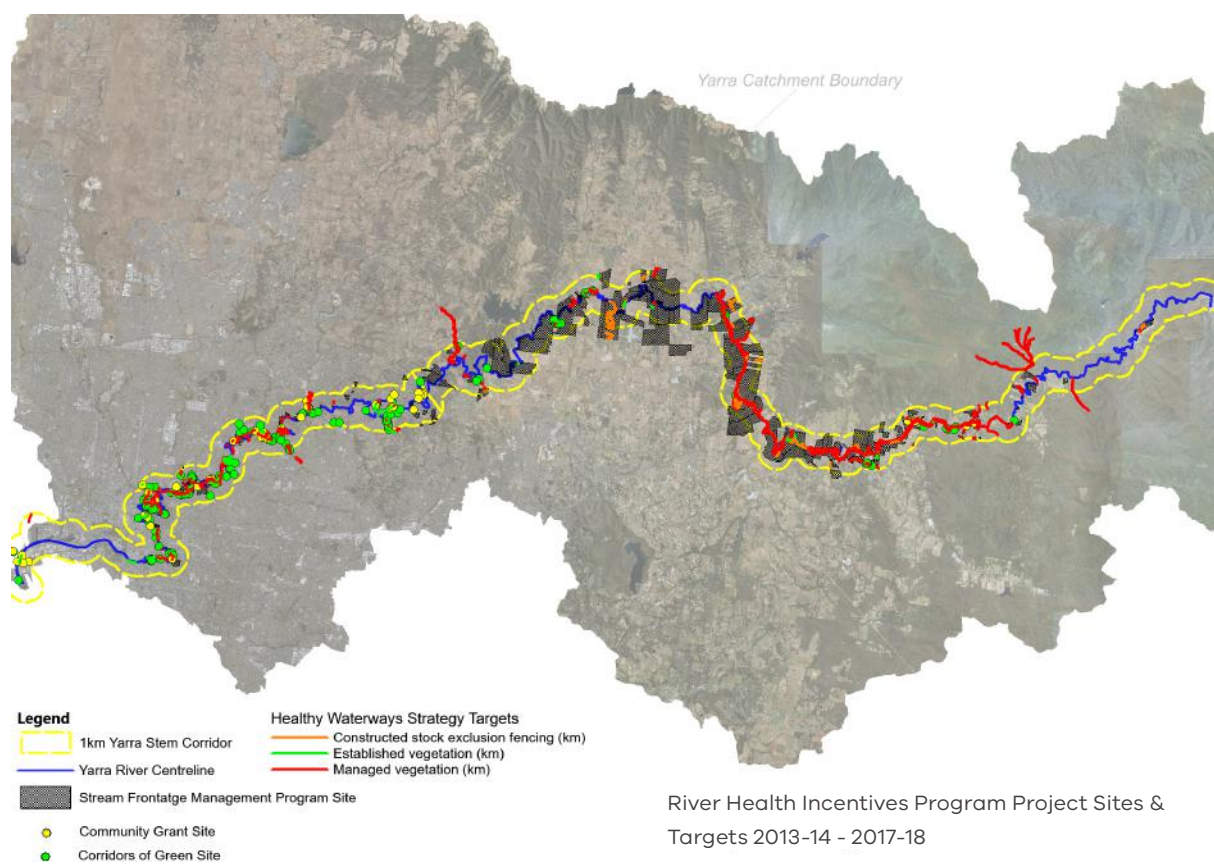 Yarra Catchment Boundary
Legend
1km Yarra Stem Corridor
Yarra River Centreline
Stream Frontatge Management Program Site
Community Grant Site
Corridors of Green Site
Healthy Waterways Strategy Targets
Constructed stock exclusion fencing (km)
Established vegetation (km)
Managed vegetation (km)
River Health Incentives Program Project Sites &
Targets 2013-14 - 2017-18